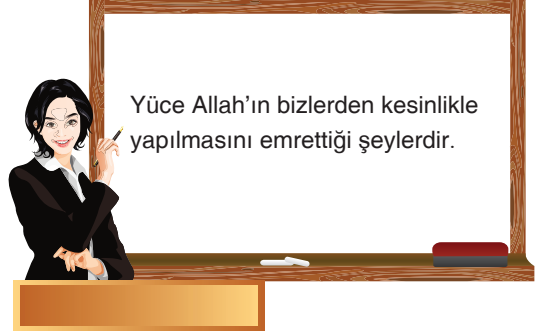 Yüce Allah’ın bizlerden kesinlikle
yapılmasını emrettiği şeylerdir.